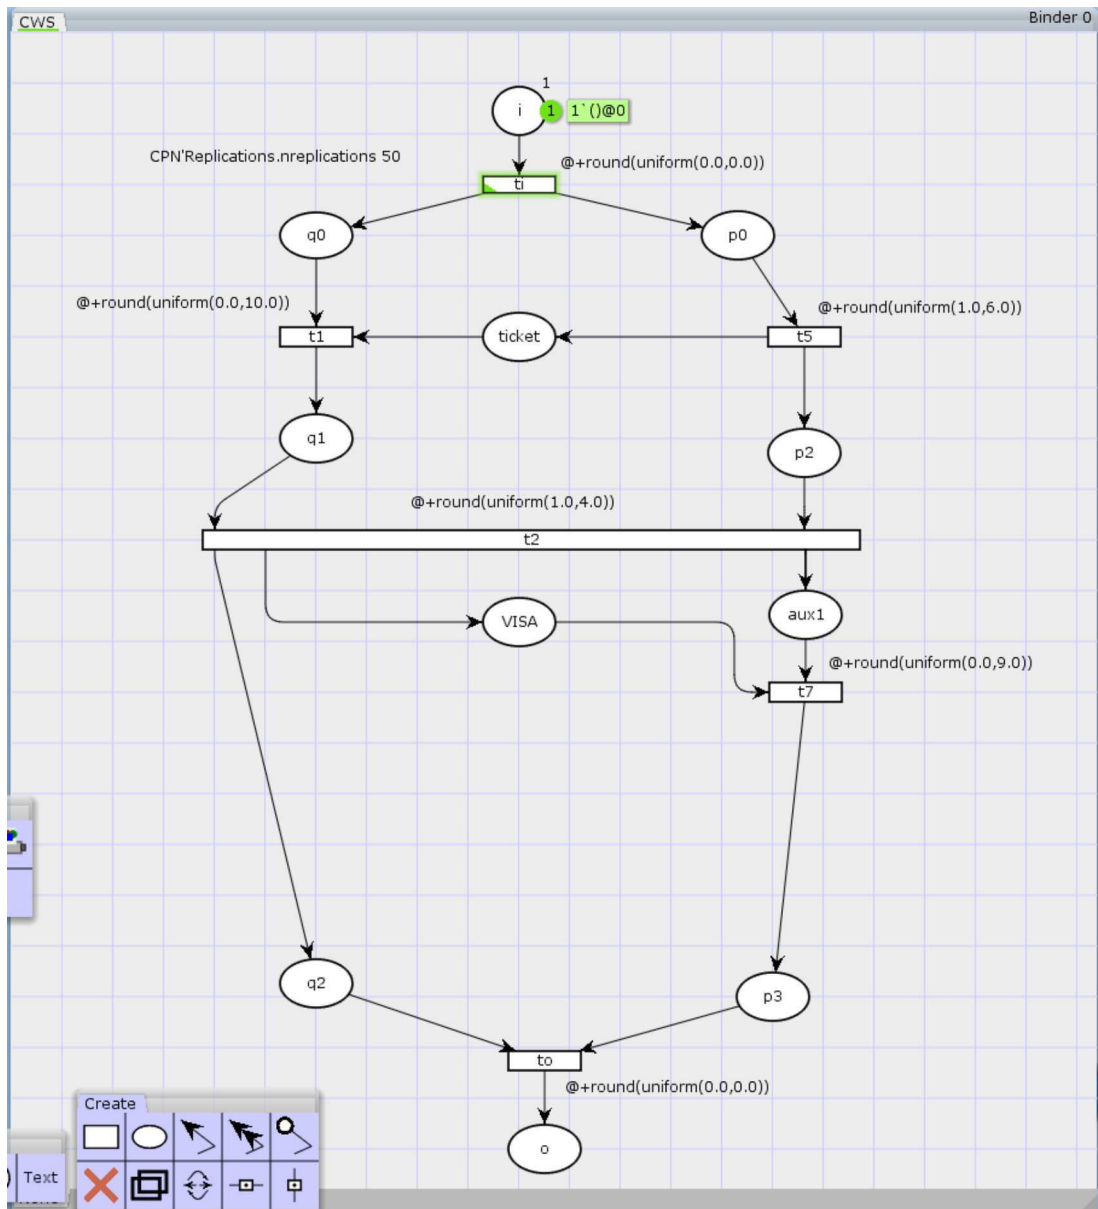 CWS
Binder 0
1
i
1
1`()@0
CPN'Replications.nreplications 50
@+round(uniform(0.0,0.0))
ti
q0
p0
@+round(uniform(0.0,10.0))
@+round(uniform(1.0,6.0))
t1
ticket
t5
q1
p2
@+round(uniform(1.0,4.0))
t2
VISA
aux1
@+round(uniform(0.0,9.0))
t7
q2
p3
to
@+round(uniform(0.0,0.0))
Create
o
Text